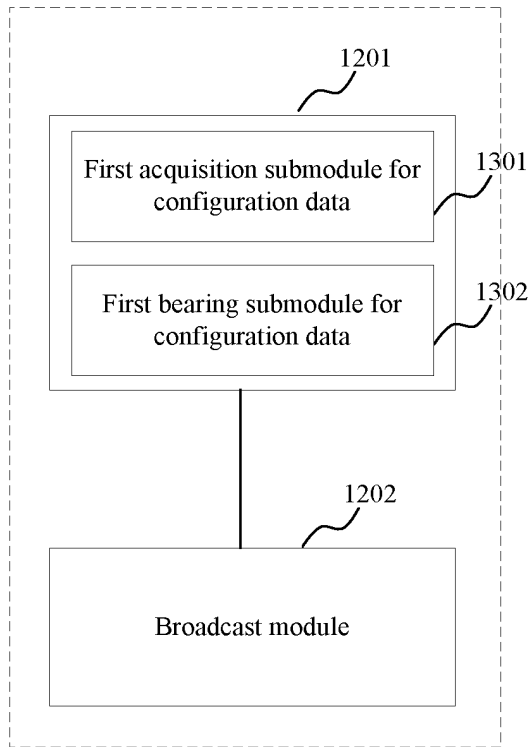 1201
First acquisition submodule for
configuration data
1301
First bearing submodule for
configuration data
1302
1202
Broadcast module